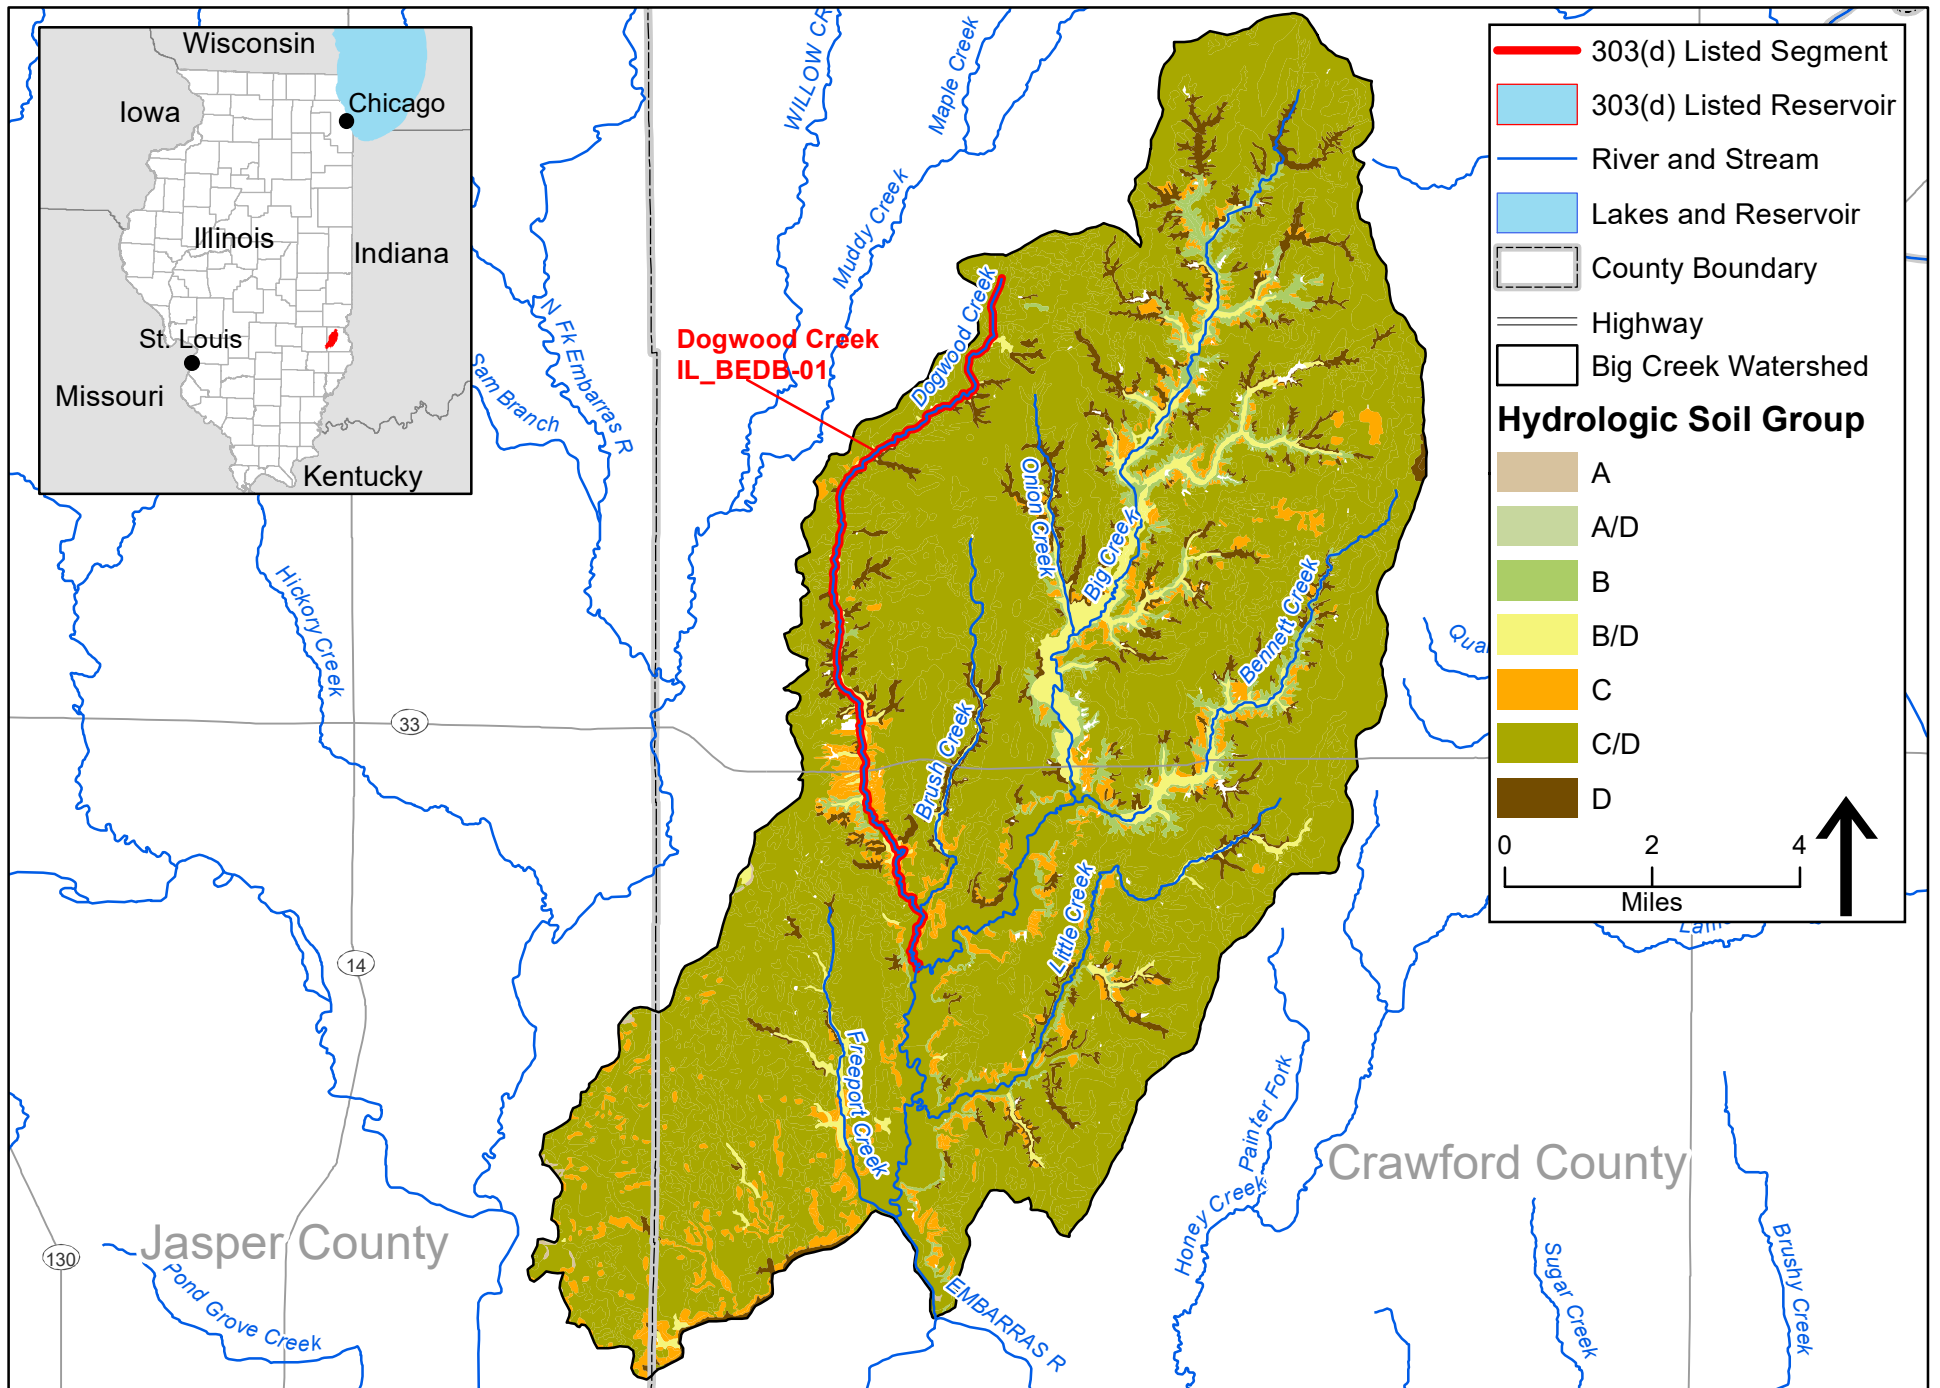 Wisconsin
Iowa
Chicago
Illinois
Indiana
St. Louis
Missouri
Kentucky
WILLOW CR
Maple Creek
Muddy Creek
N Fk Embarras R
Sam Branch
Hickory Creek
Dogwood Creek
IL_BEDB-01
Dogwood Creek
Onion Creek
Big Creek
Bennett Creek
Brush Creek
Little Creek
Freeport Creek
33
14
130
Jasper County
Pond Grove Creek
EMBARRAS R
Honey Creek
Painter Fork
Crawford County
Sugar Creek
Brushy Creek
303(d) Listed Segment
303(d) Listed Reservoir
River and Stream
Lakes and Reservoir
County Boundary
Highway
Big Creek Watershed
Hydrologic Soil Group
A
A/D
B
B/D
C
C/D
D
0 2 4
Miles